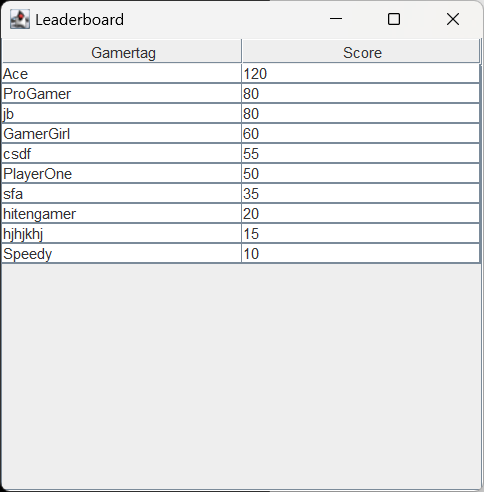 Leaderboard
Gamertag Score
Ace 120
ProGamer 80
jb 80
GamerGirl 60
csdf 55
PlayerOne 50
sfa 35
hitengamer 20
hjhjkhj 15
Speedy 10